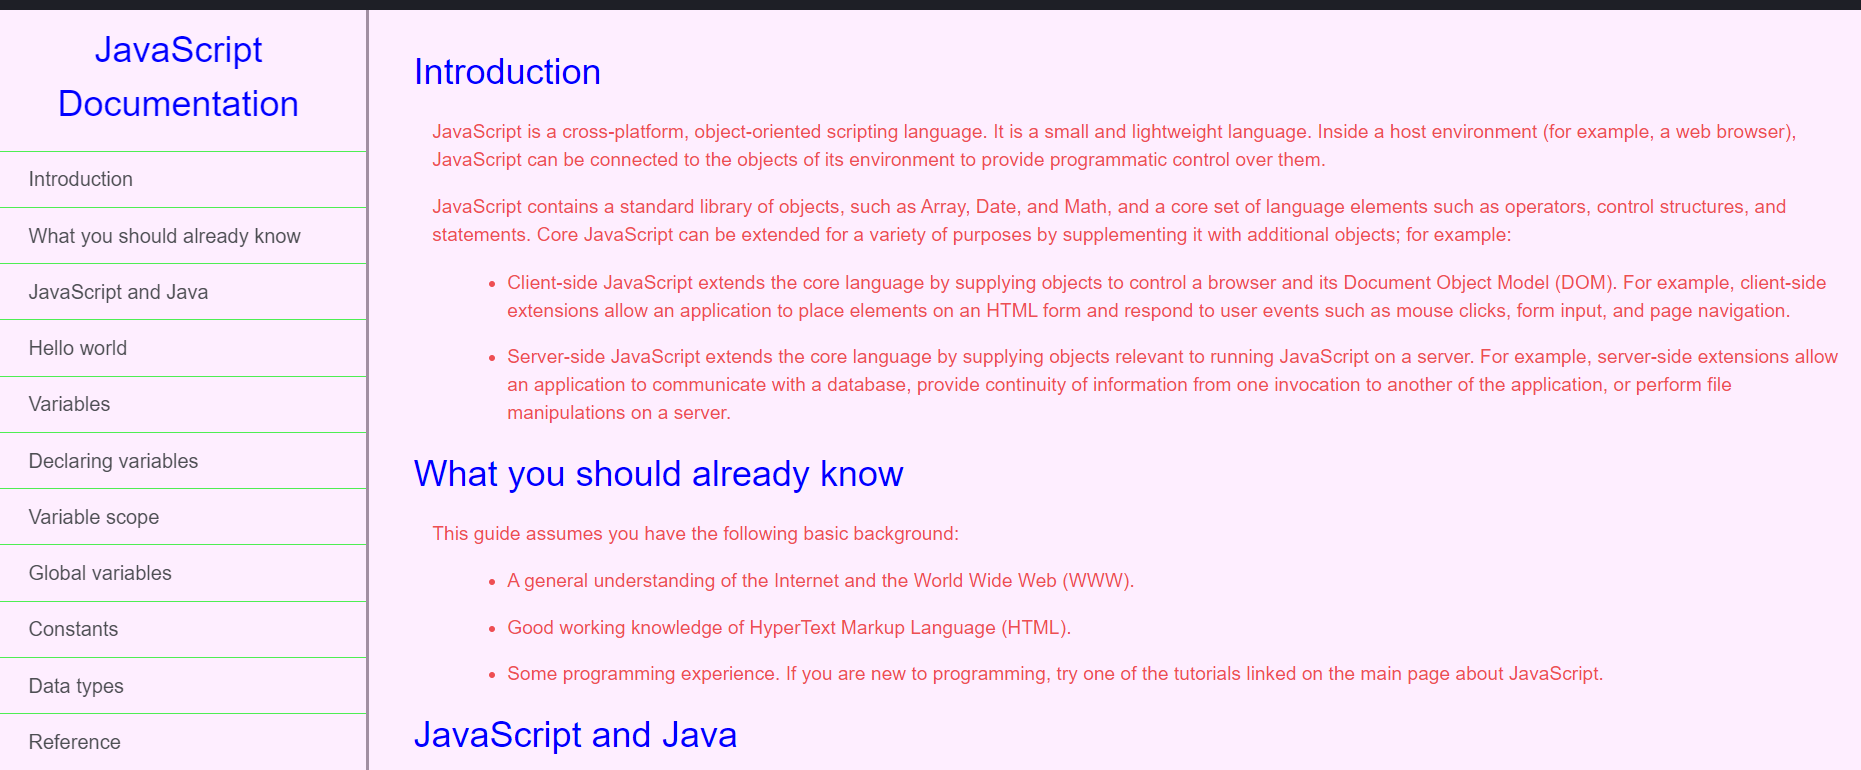 JavaScript
Documentation
Introduction
What you should already know
JavaScript and Java
Hello world
Variables
Declaring variables
Variable scope
Global variables
Constants
Data types
Reference
Introduction
JavaScript is a cross-platform, object-oriented scripting language. It is a small and lightweight language. Inside a host environment (for example, a web browser),
JavaScript can be connected to the objects of its environment to provide programmatic control over them.
JavaScript contains a standard library of objects, such as Array, Date, and Math, and a core set of language elements such as operators, control structures, and
statements. Core JavaScript can be extended for a variety of purposes by supplementing it with additional objects; for example:
• Client-side JavaScript extends the core language by supplying objects to control a browser and its Document Object Model (DOM). For example, client-side
extensions allow an application to place elements on an HTML form and respond to user events such as mouse clicks, form input, and page navigation.
• Server-side JavaScript extends the core language by supplying objects relevant to running JavaScript on a server. For example, server-side extensions allow
an application to communicate with a database, provide continuity of information from one invocation to another of the application, or perform file
manipulations on a server.
What you should already know
This guide assumes you have the following basic background:
• A general understanding of the Internet and the World Wide Web (WWW).
• Good working knowledge of HyperText Markup Language (HTML).
• Some programming experience. If you are new to programming, try one of the tutorials linked on the main page about JavaScript.
JavaScript and Java